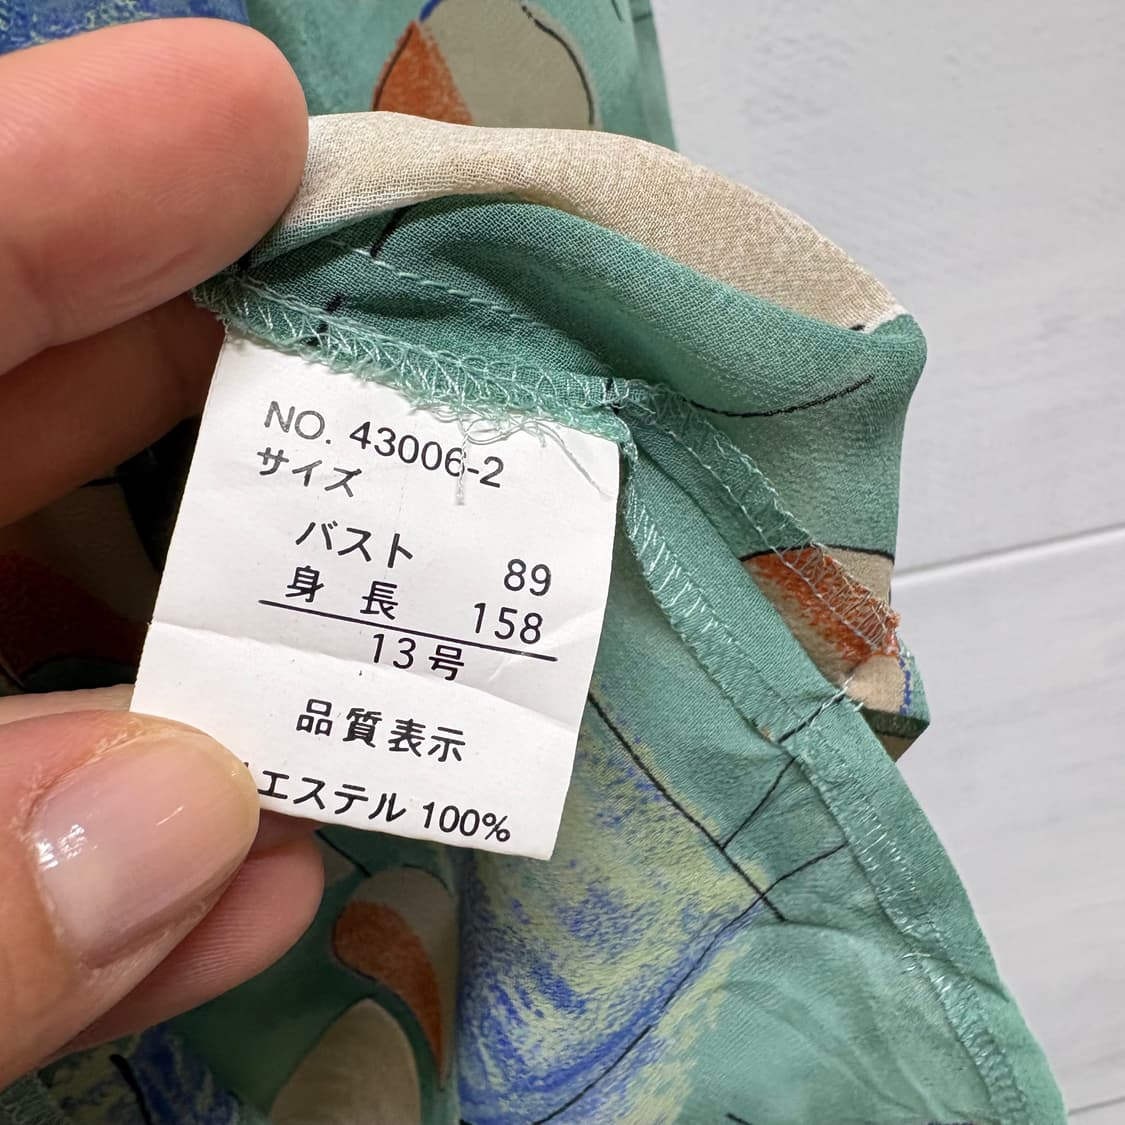 NO. 43006-2
サイズ
バスト 89
身長 158
13号
品質表示
エステル 100%